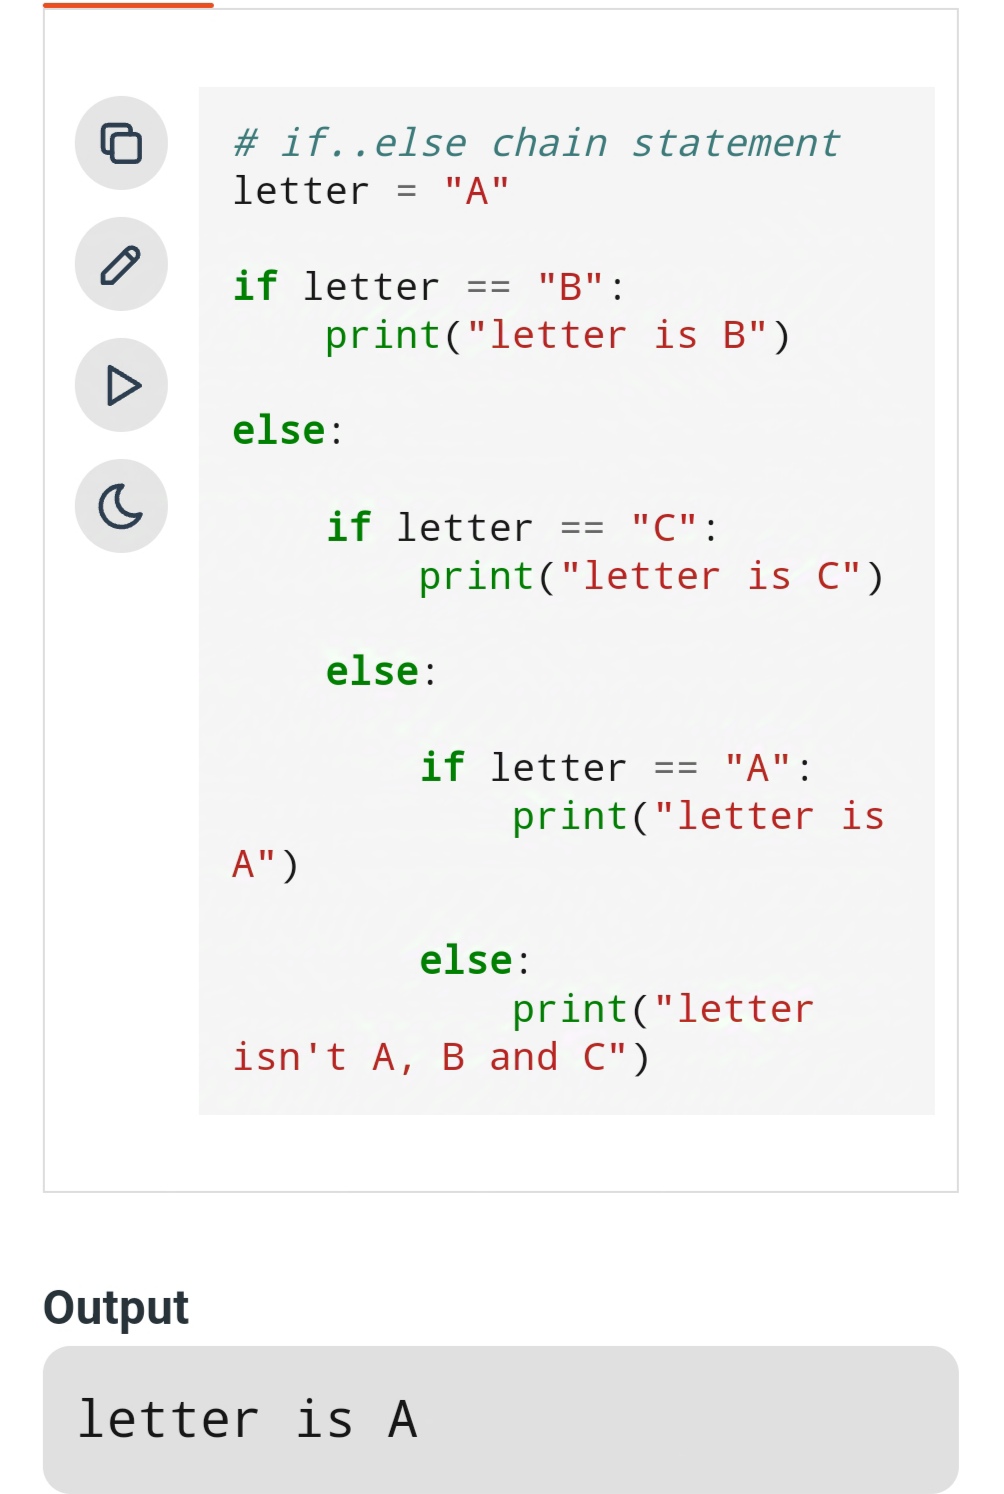 # if..else chain statement
letter = "A"
if letter == "B":
    print("letter is B")
else:
    if letter == "C":
        print("letter is C")
    else:
        if letter == "A":
            print("letter is
A")
        else:
            print("letter
isn't A, B and C")
Output
letter is A